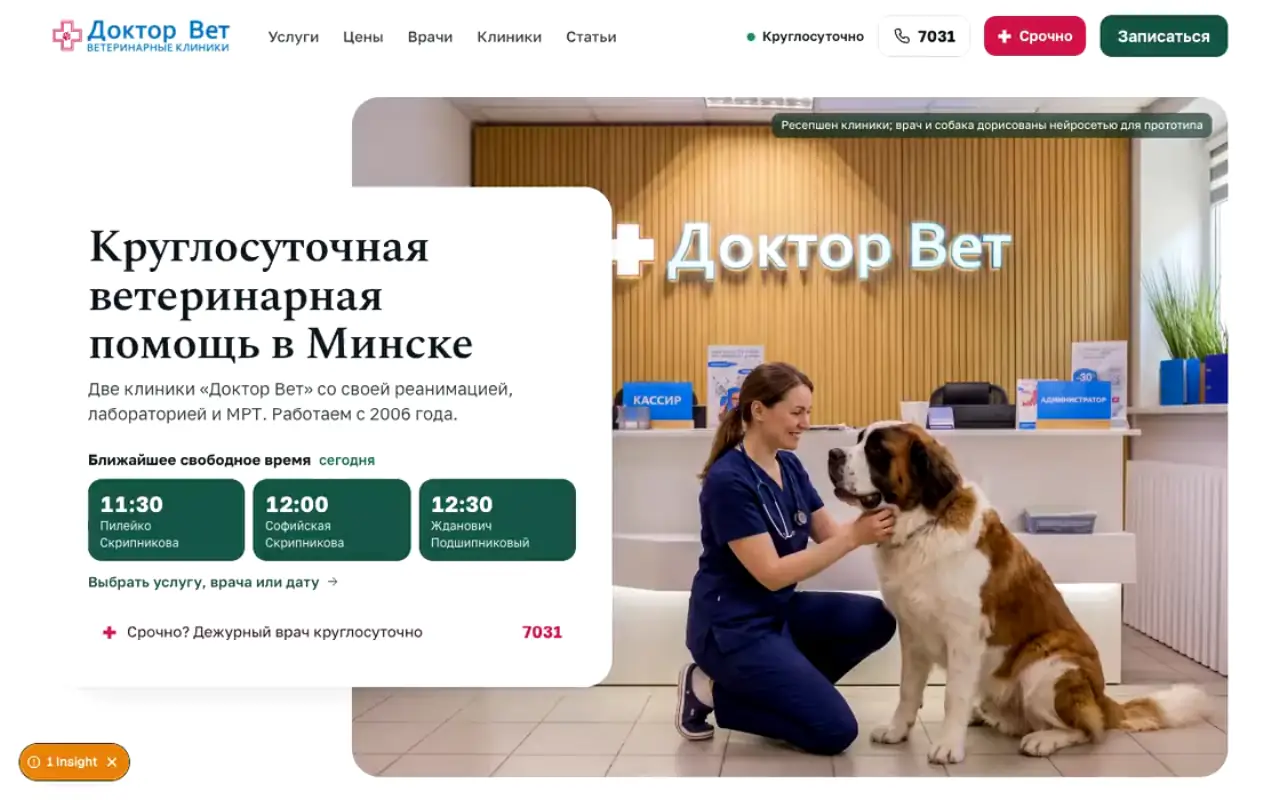 Доктор Вет
ВЕТЕРИНАРНЫЕ КЛИНИКИ
Услуги
Цены
Врачи
Клиники
Статьи
Круглосуточно
7031
Срочно
Записаться
Ресепшен клиники; врач и собака дорисованы нейросетью для прототипа
Доктор Вет
КАССИР
-30
АДМИНИСТРАТОР
Круглосуточная
ветеринарная
помощь в Минске
Две клиники «Доктор Вет» со своей реанимацией,
лабораторией и МРТ. Работаем с 2006 года.
Ближайшее свободное время сегодня
11:30
Пилейко
Скрипникова
12:00
Софийская
Скрипникова
12:30
Жданович
Подшипниковый
Выбрать услугу, врача или дату →
Срочно? Дежурный врач круглосуточно
7031
1 Insight